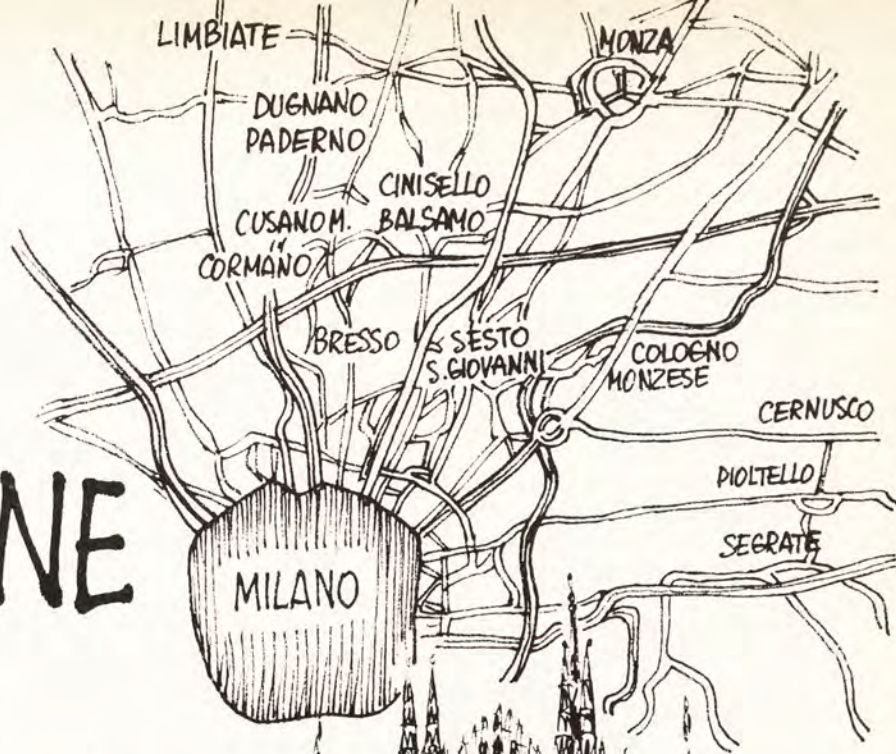 LIMBIATE
MONZA
DUGNANO
PADERNO
CINISELLO
BALSAMO
CUSANO M.
CORMANO
BRESSO
SESTO
S.GIOVANNI
COLOGNO
MONZESE
CERNUSCO
PIOLTELLO
SEGRATE
NE
MILANO